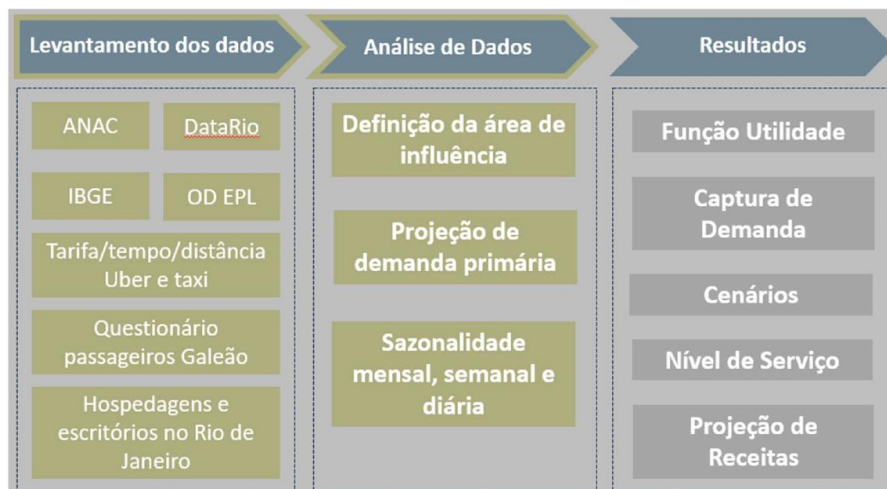 Levantamento dos dados
Análise de Dados
Resultados
ANAC
DataRio
IBGE
OD EPL
Tarifa/tempo/distância
Uber e taxi
Questionário
passageiros Galeão
Hospedagens e
escritórios no Rio de
Janeiro
Definição da área de
influência
Projeção de
demanda primária
Sazonalidade
mensal, semanal e
diária
Função Utilidade
Captura de
Demanda
Cenários
Nível de Serviço
Projeção de
Receitas